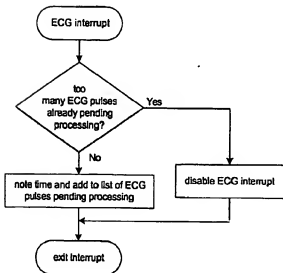 ECG interrupt
too
many ECG pulses
already pending
processing?
Yes
No
note time and add to list of ECG
pulses pending processing
disable ECG interrupt
exit Interrupt